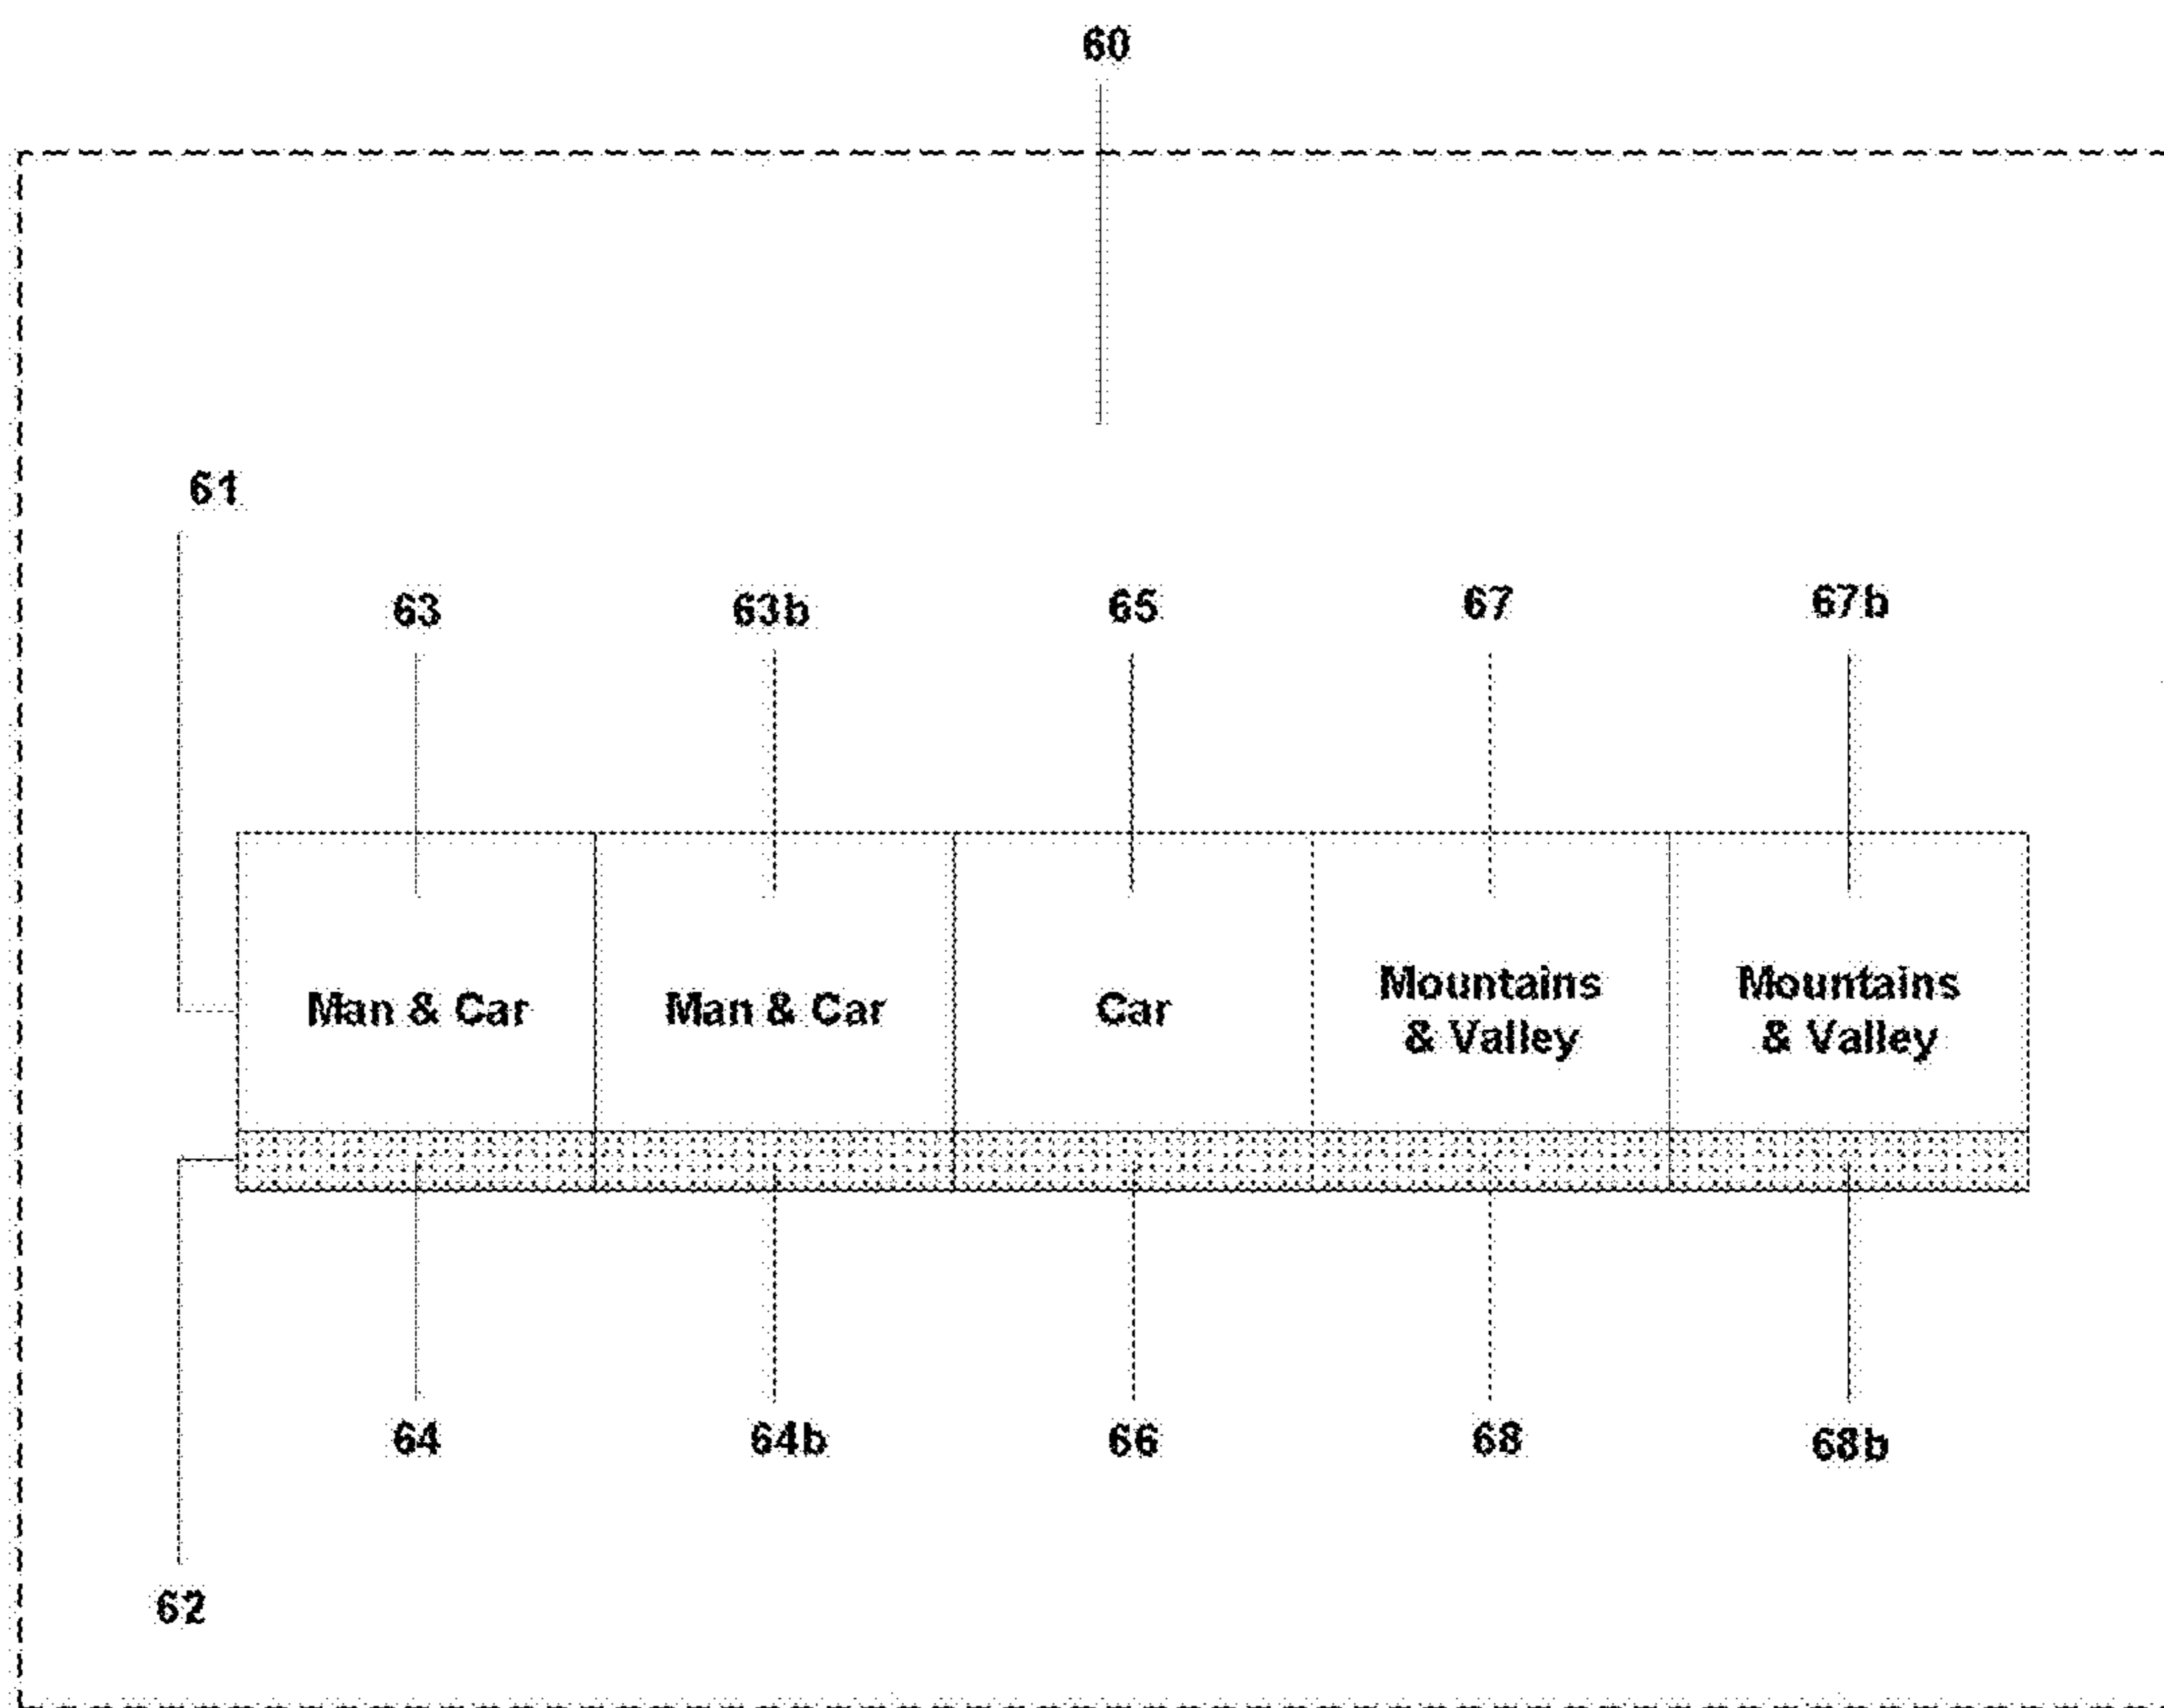 60
61
63 63b 65 67 67b
Man & Car Man & Car Car Mountains & Valley Mountains & Valley
64 64b 66 68 68b
62